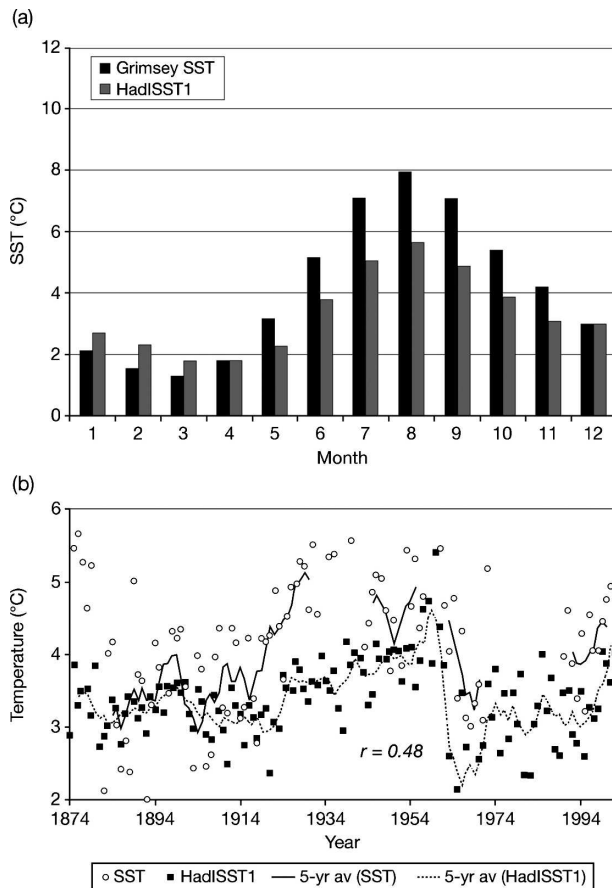 (a)
12
Grimsey SST
HadISST1
10
8
6
4
2
0
SST (°C)
1 2 3 4 5 6 7 8 9 10 11 12
Month
(b)
6
5
4
3
2
Temperature (°C)
r = 0.48
1874 1894 1914 1934 1954 1974 1994
Year
SST HadISST1 5-yr av (SST) 5-yr av (HadISST1)